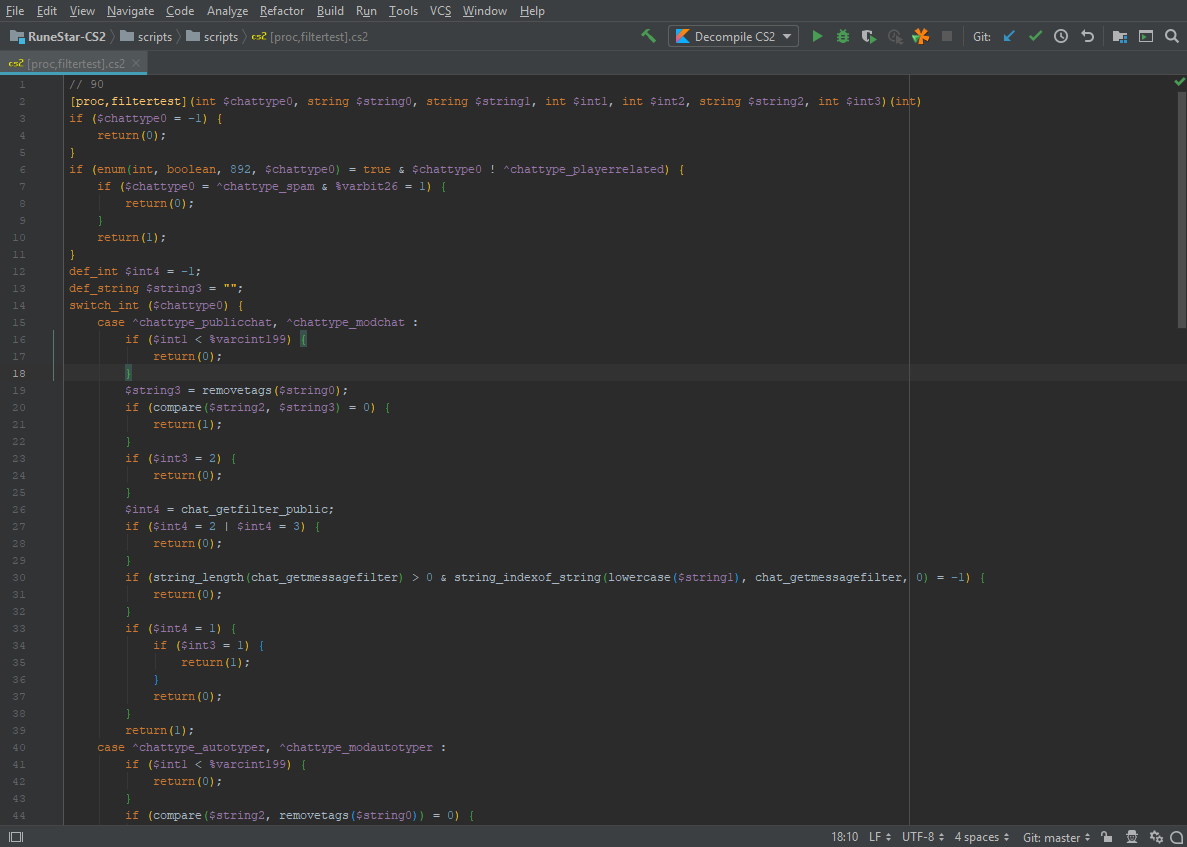 File Edit View Navigate Code Analyze Refactor Build Run Tools VCS Window Help
RuneStar-CS2 scripts scripts cs2 [proc,filtertest].cs2 Decompile CS2 Git:
cs2 [proc,filtertest].cs2
1 // 90
2 [proc,filtertest](int $chattype0, string $string0, string $string1, int $int1, int $int2, string $string2, int $int3)(int)
3 if ($chattype0 = -1) {
4 return(0);
5 }
6 if (enum(int, boolean, 892, $chattype0) = true & $chattype0 ! ^chattype_playerrelated) {
7 if ($chattype0 = ^chattype_spam & %varbit26 = 1) {
8 return(0);
9 }
10 return(1);
11 }
12 def_int $int4 = -1;
13 def_string $string3 = "";
14 switch_int ($chattype0) {
15 case ^chattype_publicchat, ^chattype_modchat :
16 if ($int1 < %varcint199) {
17 return(0);
18 }
19 $string3 = removetags($string0);
20 if (compare($string2, $string3) = 0) {
21 return(1);
22 }
23 if ($int3 = 2) {
24 return(0);
25 }
26 $int4 = chat_getfilter_public;
27 if ($int4 = 2 | $int4 = 3) {
28 return(0);
29 }
30 if (string_length(chat_getmessagefilter) > 0 & string_indexof_string(lowercase($string1), chat_getmessagefilter, 0) = -1) {
31 return(0);
32 }
33 if ($int4 = 1) {
34 if ($int3 = 1) {
35 return(1);
36 }
37 return(0);
38 }
39 return(1);
40 case ^chattype_autotyper, ^chattype_modautotyper :
41 if ($int1 < %varcint199) {
42 return(0);
43 }
44 if (compare($string2, removetags($string0)) = 0) {
18:10 LF UTF-8 4 spaces Git: master